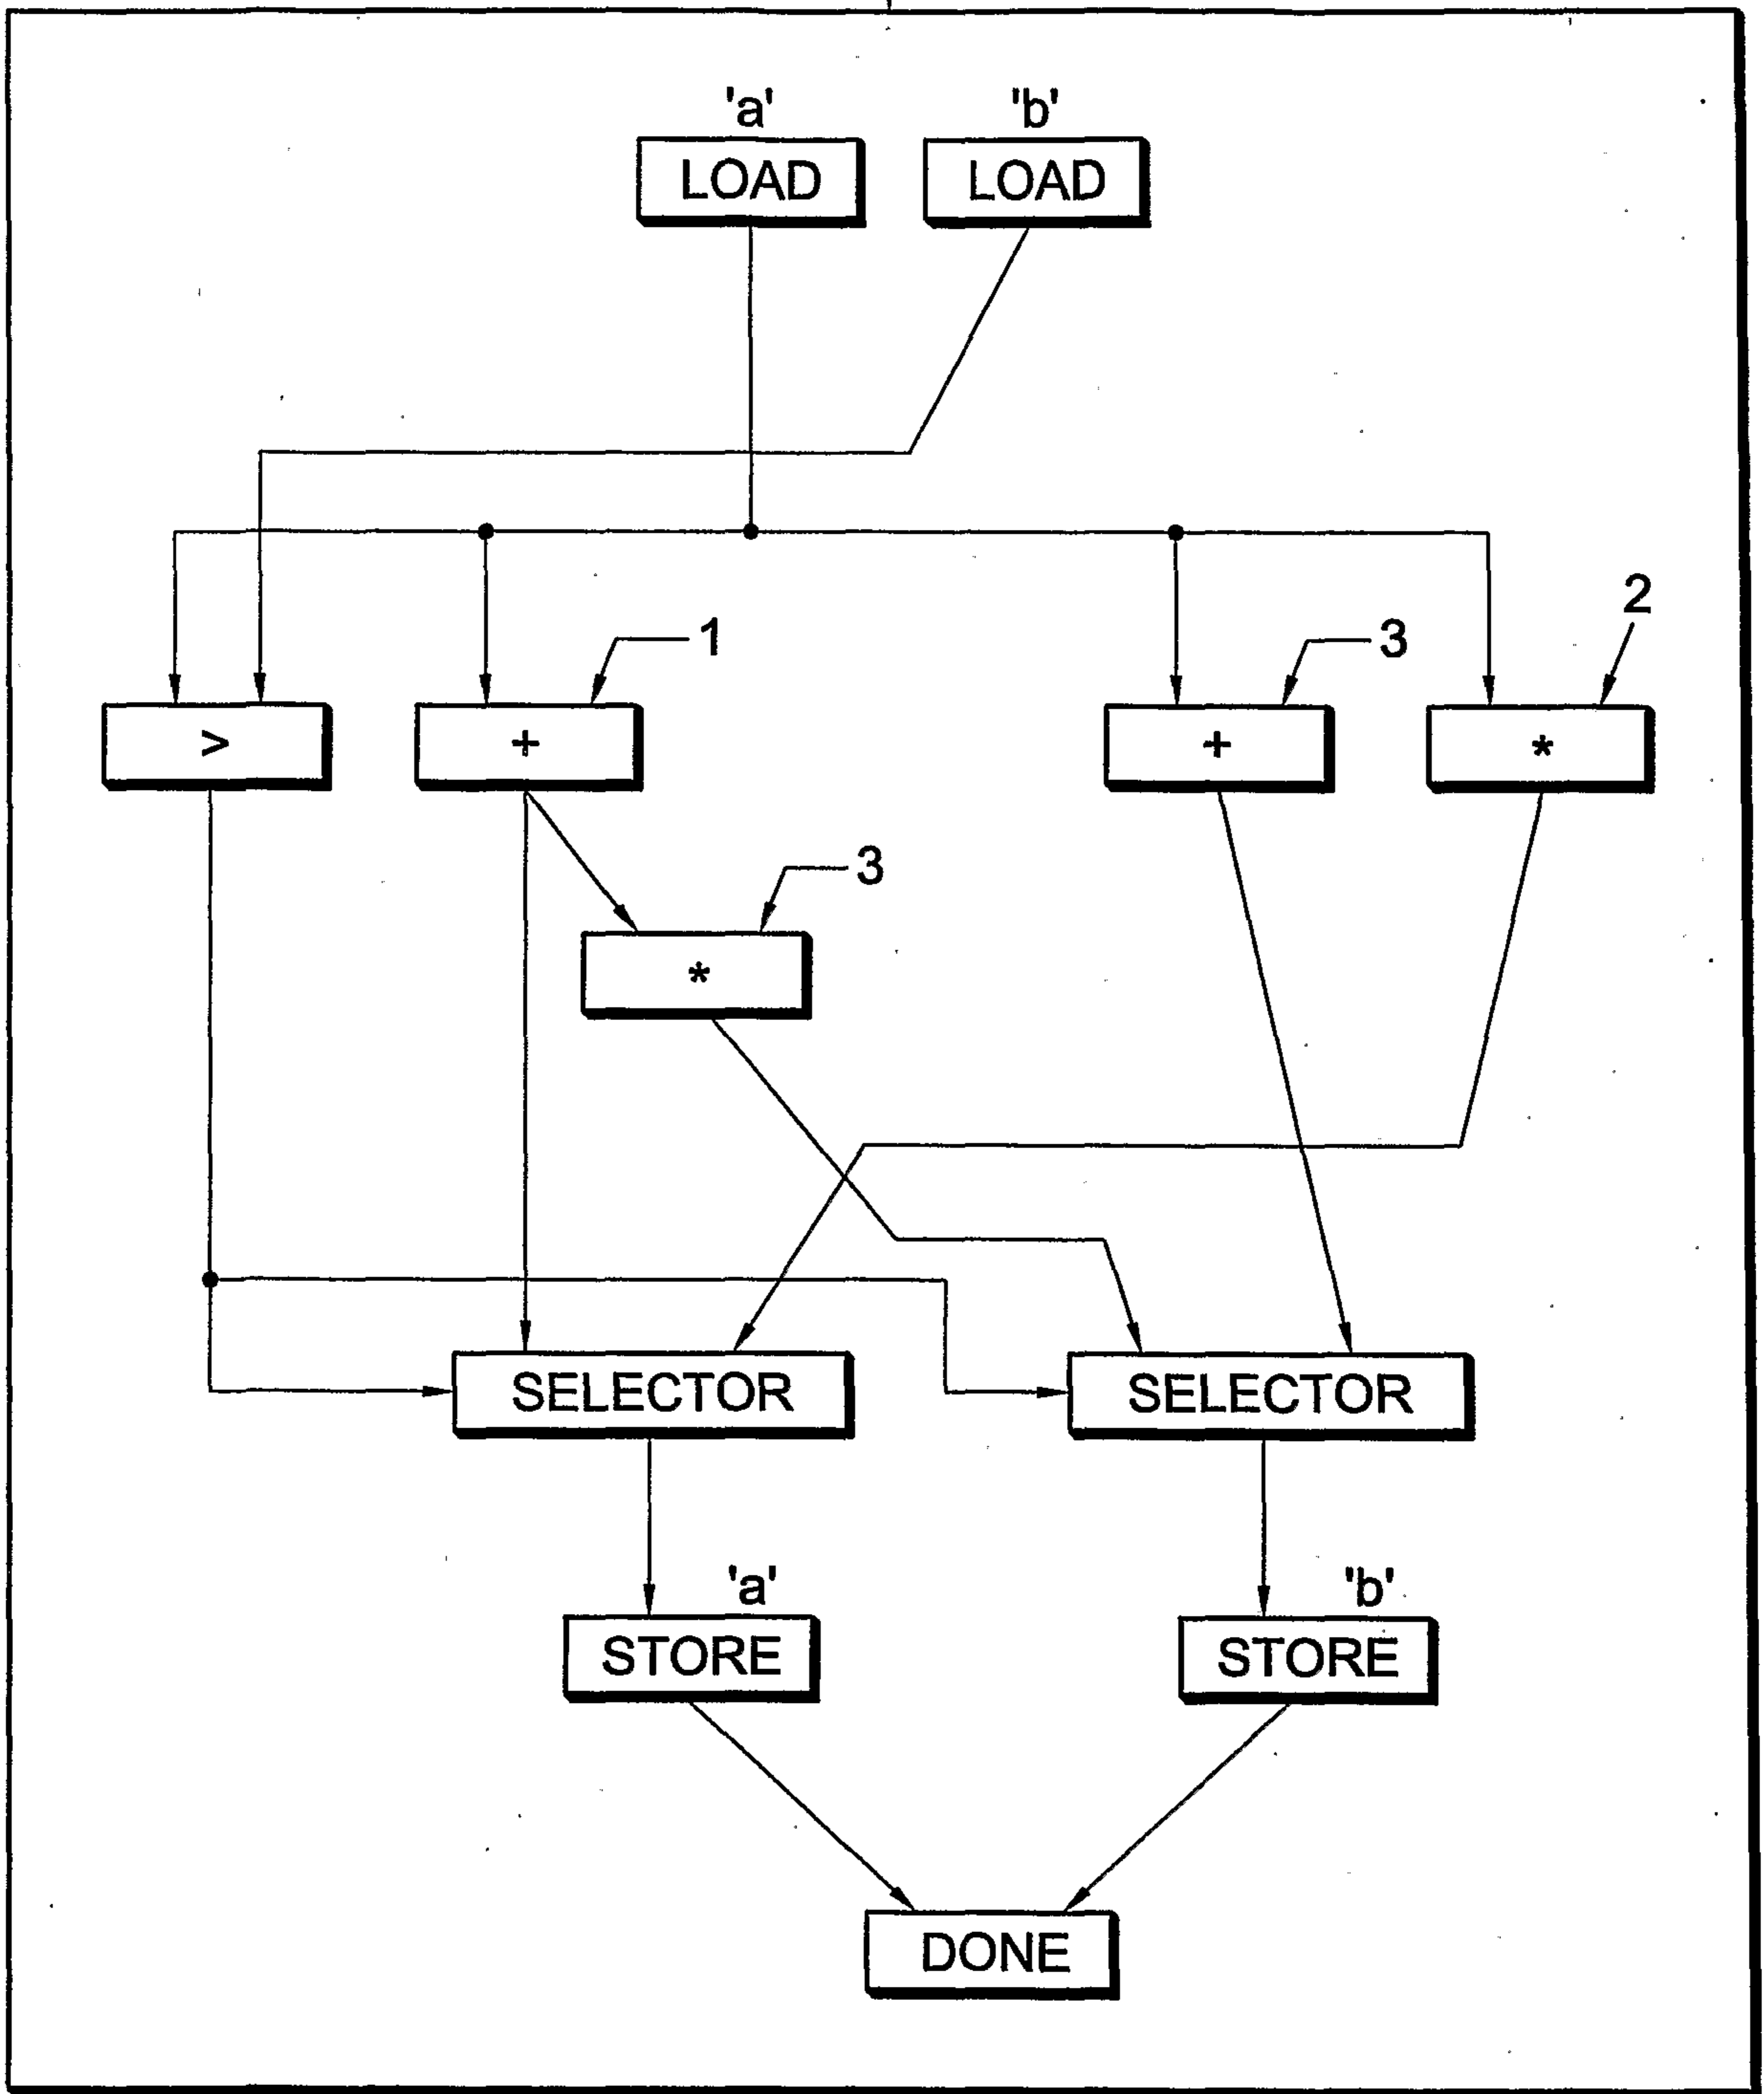 'a' 'b'
LOAD LOAD
1 3 2
> + + *
3
*
SELECTOR SELECTOR
'a' 'b'
STORE STORE
DONE